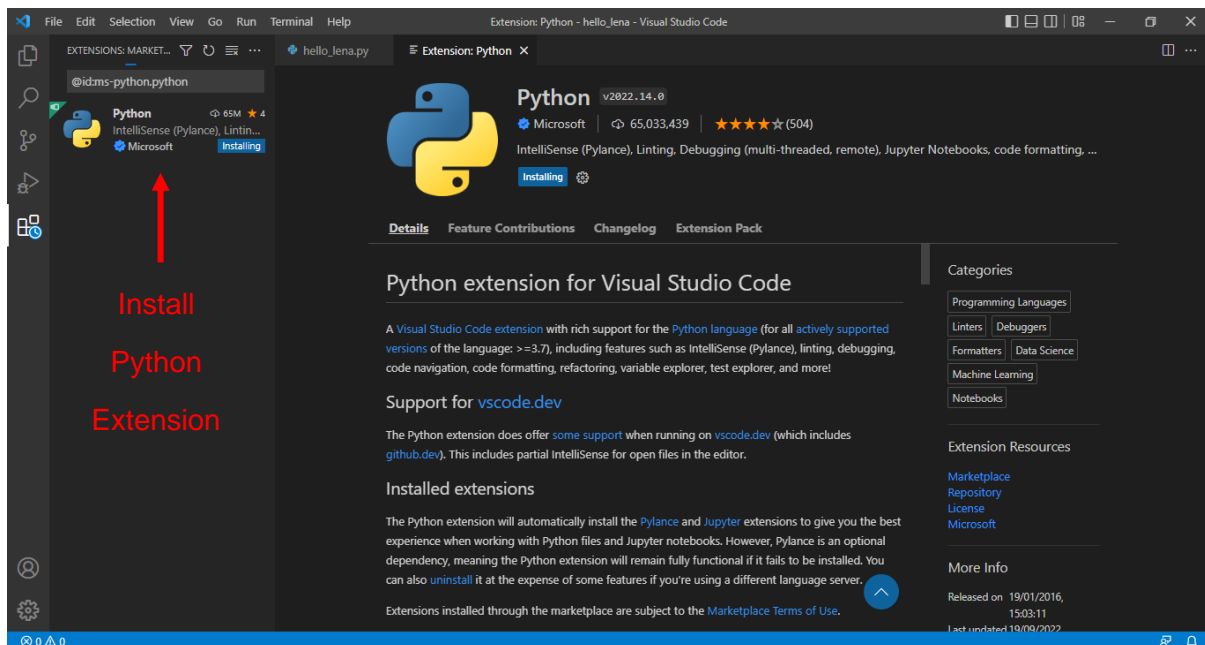 File Edit Selection View Go Run Terminal Help
Extension: Python - hello_lena - Visual Studio Code
EXTENSIONS: MARKET...
hello_lena.py
Extension: Python
@id:ms-python.python
Python 65M ★ 4
IntelliSense (Pylance), Lintin...
Microsoft Installing
Install
Python
Extension
Python v2022.14.0
Microsoft 65,033,439 (504)
IntelliSense (Pylance), Linting, Debugging (multi-threaded, remote), Jupyter Notebooks, code formatting, ...
Installing
Details Feature Contributions Changelog Extension Pack
Python extension for Visual Studio Code
A Visual Studio Code extension with rich support for the Python language (for all actively supported
versions of the language: >=3.7), including features such as IntelliSense (Pylance), linting, debugging,
code navigation, code formatting, refactoring, variable explorer, test explorer, and more!
Support for vscode.dev
The Python extension does offer some support when running on vscode.dev (which includes
github.dev). This includes partial IntelliSense for open files in the editor.
Installed extensions
The Python extension will automatically install the Pylance and Jupyter extensions to give you the best
experience when working with Python files and Jupyter notebooks. However, Pylance is an optional
dependency, meaning the Python extension will remain fully functional if it fails to be installed. You
can also uninstall it at the expense of some features if you're using a different language server.
Extensions installed through the marketplace are subject to the Marketplace Terms of Use.
Categories
Programming Languages
Linters Debuggers
Formatters Data Science
Machine Learning
Notebooks
Extension Resources
Marketplace
Repository
License
Microsoft
More Info
Released on 19/01/2016,
15:03:11
Last updated 19/09/2022
0 0